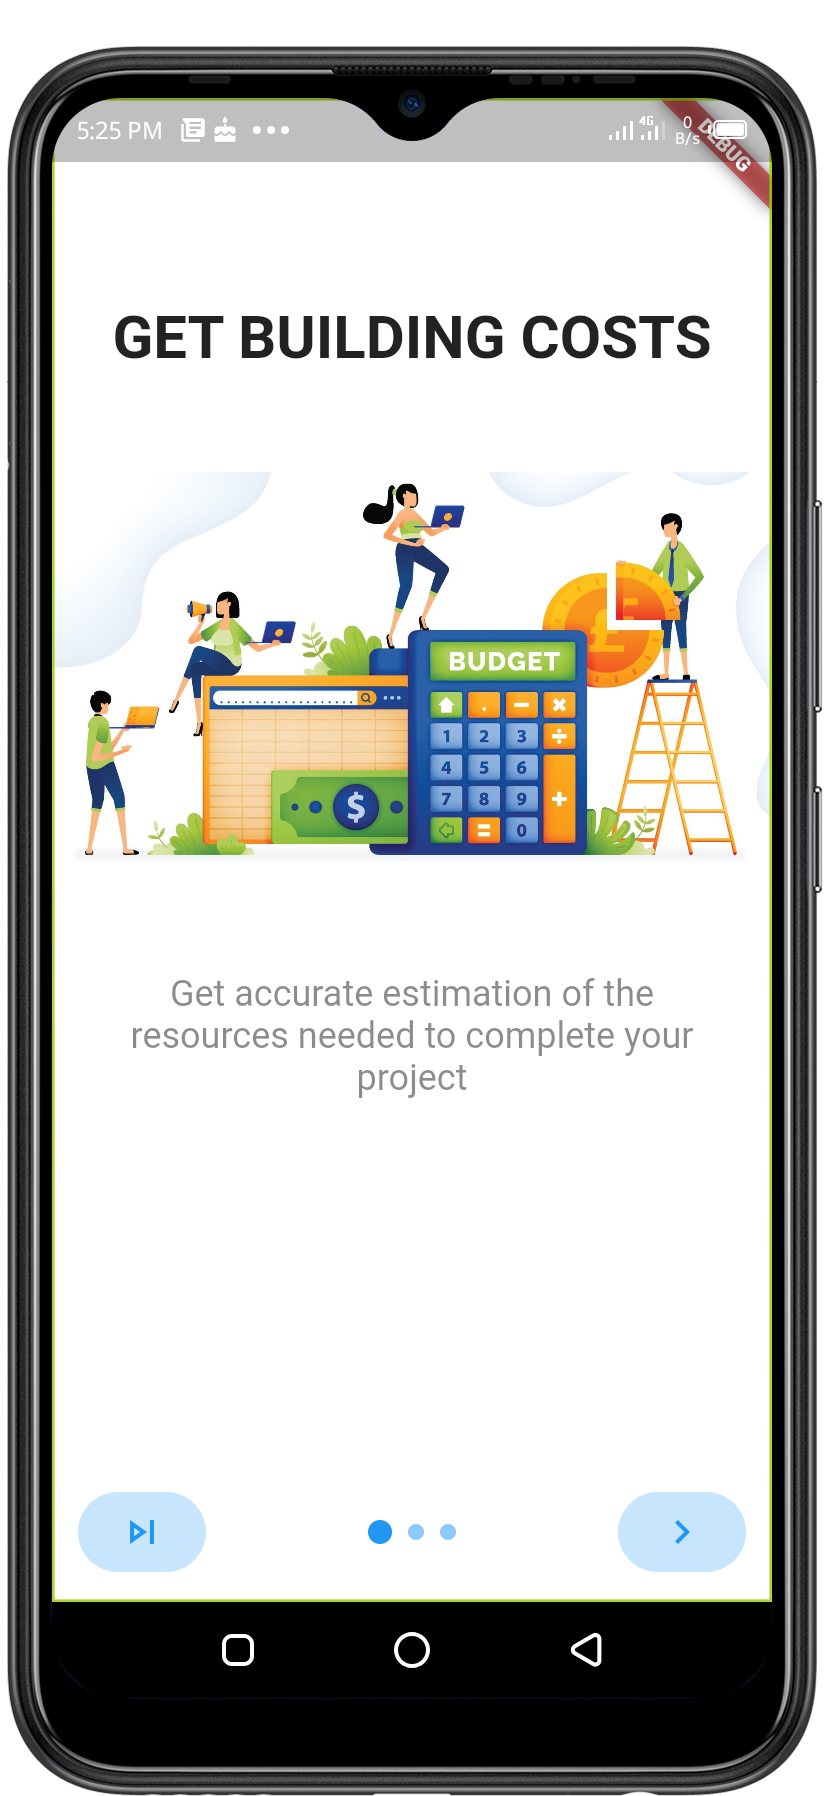 5:25 PM
4G
0
B/s
DEBUG
GET BUILDING COSTS
BUDGET
£
. - ×
1 2 3 ÷
$
4 5 6
7 8 9 +
= 0
Get accurate estimation of the
resources needed to complete your
project